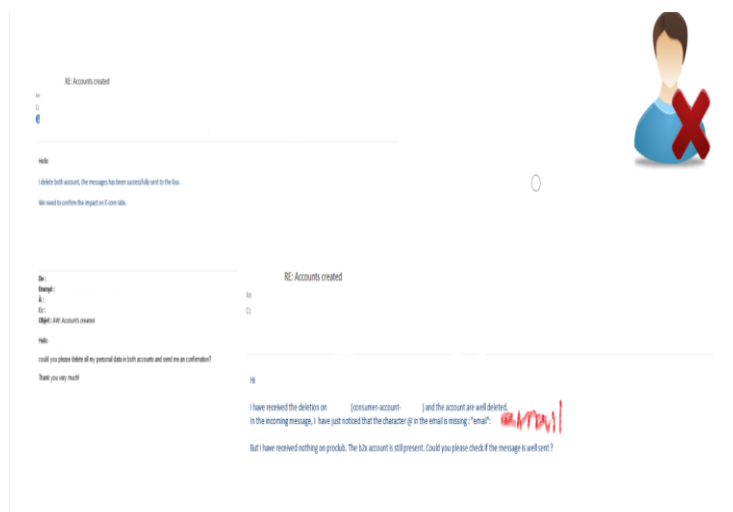 RE: Accounts created
Cc
@
Hello
I delete both account, the messages has been successfully sent to the bus.
We need to confirm the impact on E-com side.
De :
Envoyé :
À :
Cc :
Objet : AW: Accounts created
Hello
could you please delete all my personal data in both accounts and send me an confirmation?
Thank you very much!
RE: Accounts created
Cc
Hi
I have received the deletion on (consumer-account- ) and the account are well deleted.
In the incoming message, I have just noticed that the character @ in the email is missing : "email":
But I have received nothing on proclub. The b2x account is still present. Could you please check if the message is well sent ?